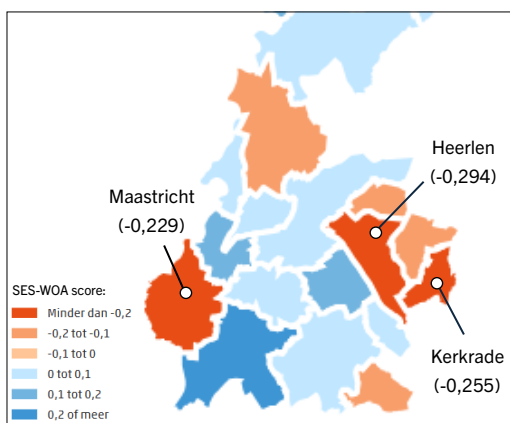 Heerlen
(-0,294)
Maastricht
(-0,229)
SES-WOA score:
Minder dan -0,2
-0,2 tot -0,1
-0,1 tot 0
0 tot 0,1
0,1 tot 0,2
0,2 of meer
Kerkrade
(-0,255)